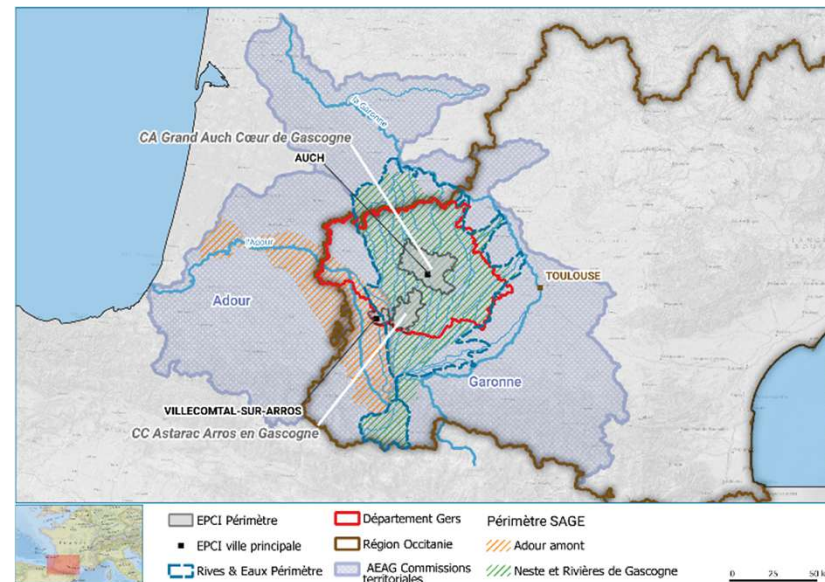 la Garonne
CA Grand Auch Cœur de Gascogne
AUCH
l'Adour
TOULOUSE
Adour
Garonne
VILLECOMTAL-SUR-ARROS
CC Astarac Arros en Gascogne
EPCI Périmètre
EPCI ville principale
Rives & Eaux Périmètre
Département Gers
Région Occitanie
AEAG Commissions
territoriales
Périmètre SAGE
Adour amont
Neste et Rivières de Gascogne
0 25 50